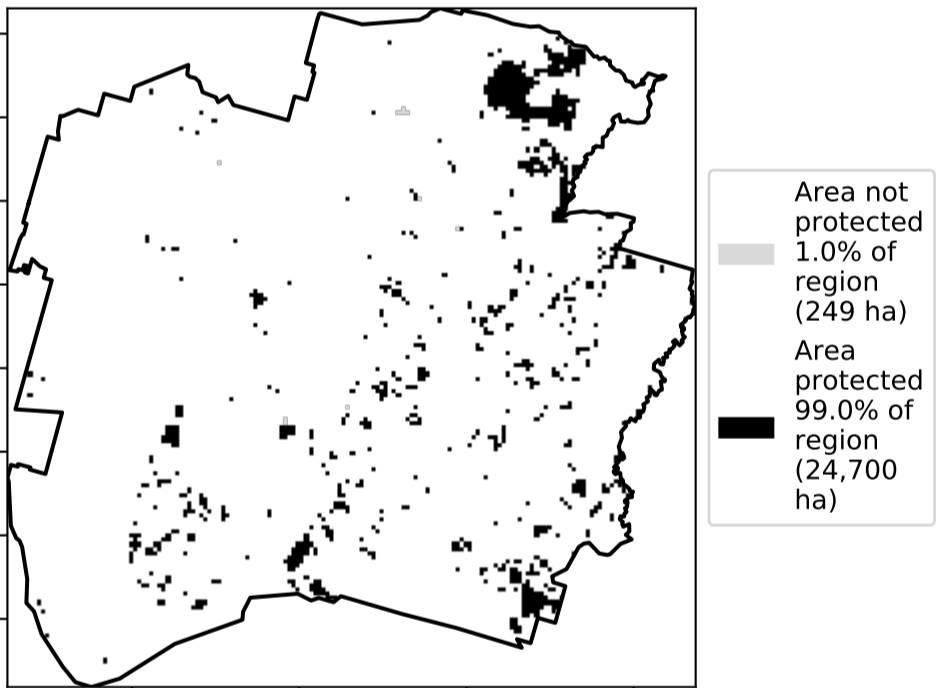 Area not
protected
1.0% of
region
(249 ha)
Area
protected
99.0% of
region
(24,700
ha)